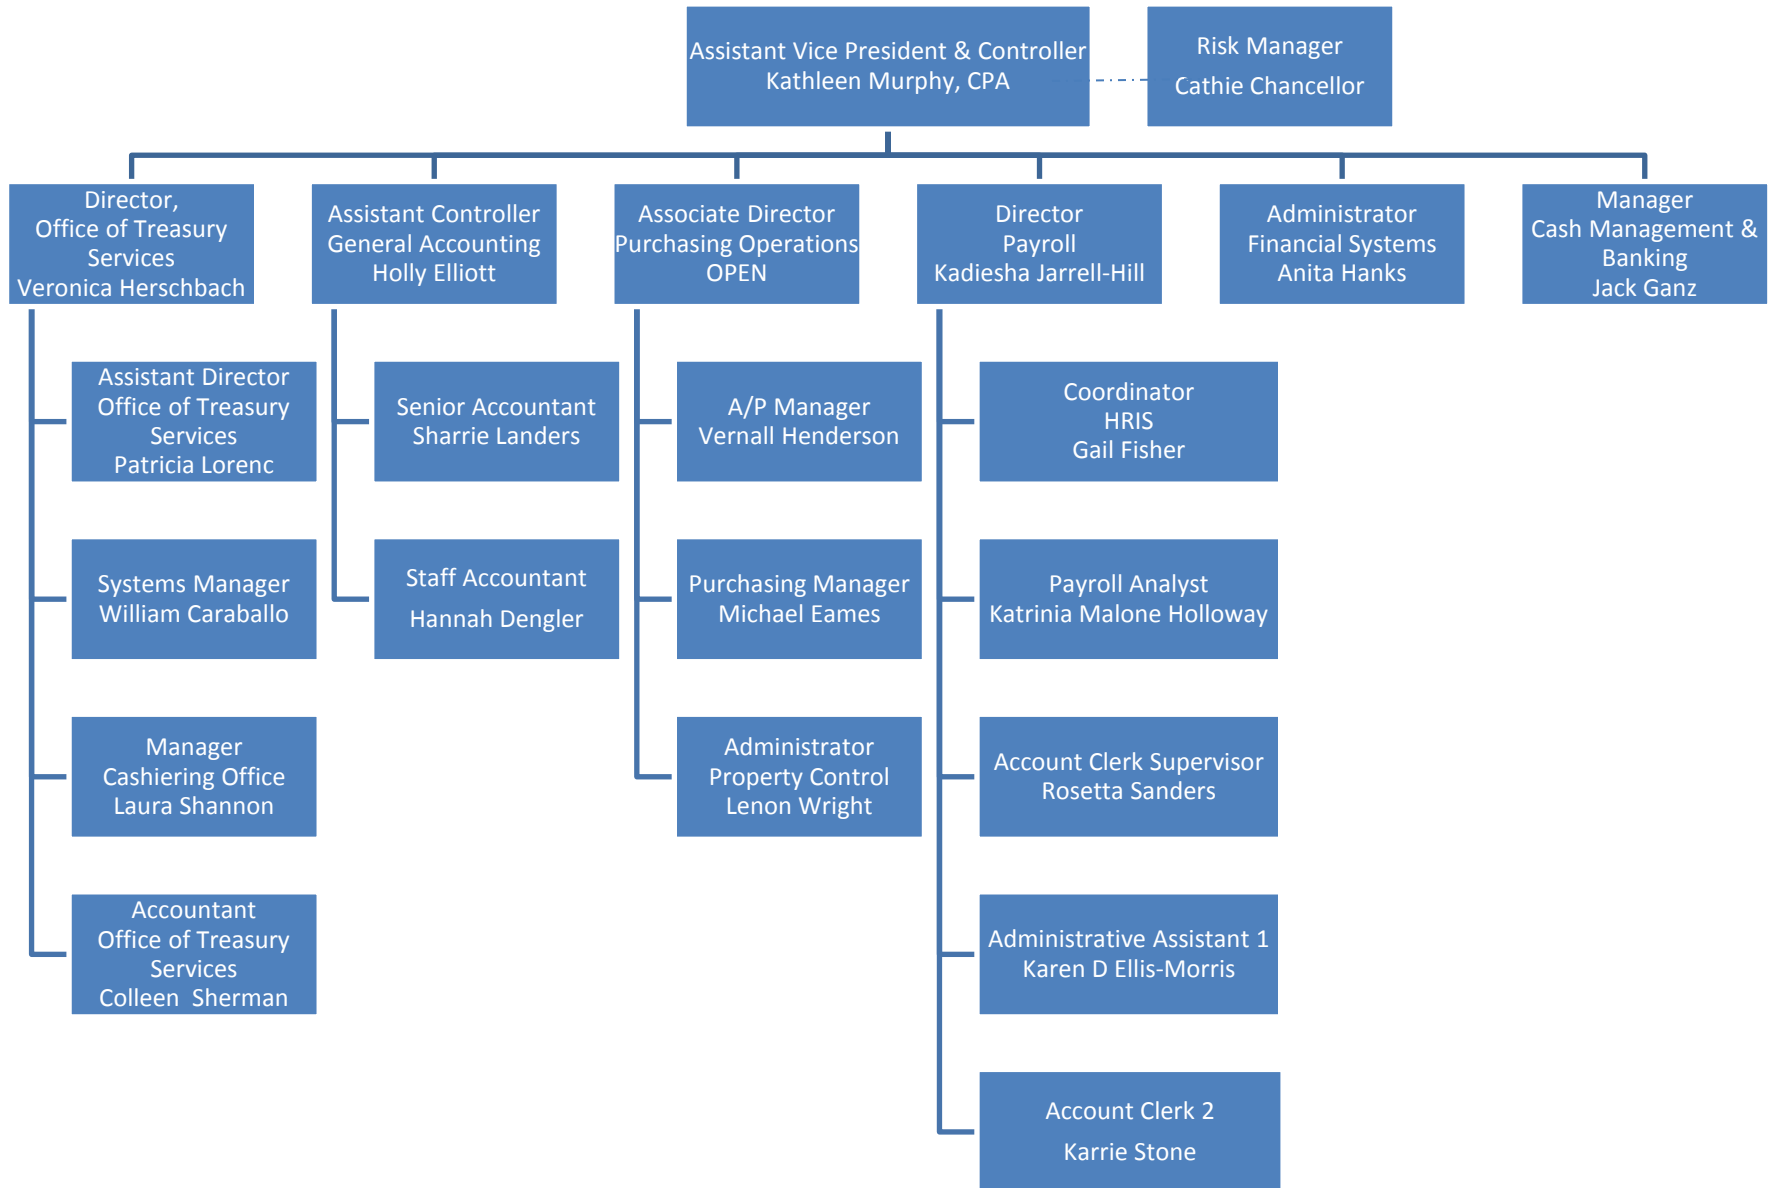 Assistant Vice President & Controller
Kathleen Murphy, CPA
Risk Manager
Cathie Chancellor
Director,
Office of Treasury
Services
Veronica Herschbach
Assistant Controller
General Accounting
Holly Elliott
Associate Director
Purchasing Operations
OPEN
Director
Payroll
Kadiesha Jarrell-Hill
Administrator
Financial Systems
Anita Hanks
Manager
Cash Management &
Banking
Jack Ganz
Assistant Director
Office of Treasury
Services
Patricia Lorenc
Systems Manager
William Caraballo
Manager
Cashiering Office
Laura Shannon
Accountant
Office of Treasury
Services
Colleen  Sherman
Senior Accountant
Sharrie Landers
Staff Accountant
Hannah Dengler
A/P Manager
Vernall Henderson
Purchasing Manager
Michael Eames
Administrator
Property Control
Lenon Wright
Coordinator
HRIS
Gail Fisher
Payroll Analyst
Katrinia Malone Holloway
Account Clerk Supervisor
Rosetta Sanders
Administrative Assistant 1
Karen D Ellis-Morris
Account Clerk 2
Karrie Stone